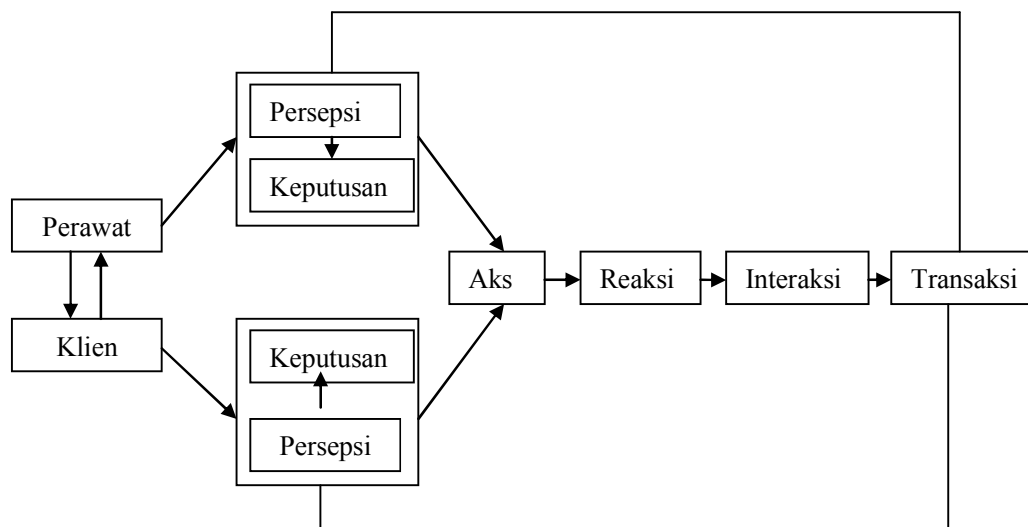 Persepsi
Keputusan
Perawat
Klien
Aks
Reaksi
Interaksi
Transaksi
Keputusan
Persepsi